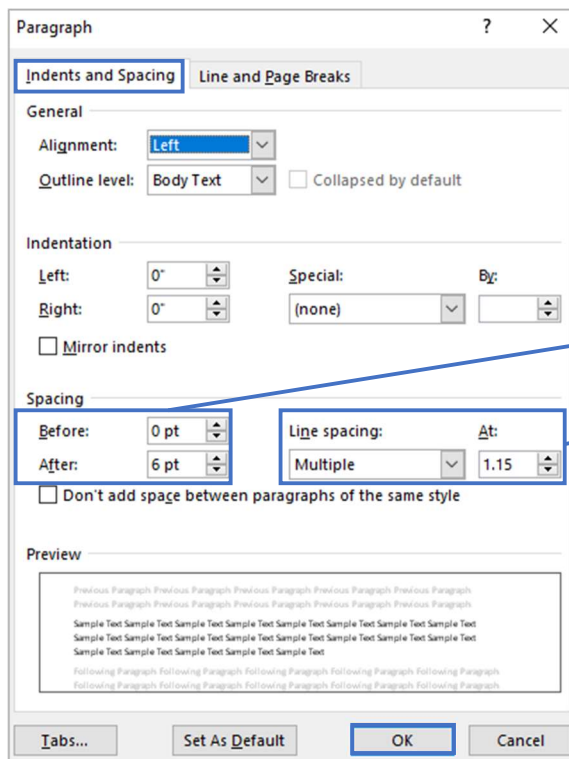 Paragraph ?
Indents and Spacing Line and Page Breaks
General
Alignment: Left
Outline level: Body Text Collapsed by default
Indentation
Left: 0" Special: By:
Right: 0" (none)
Mirror indents
Spacing
Before: 0 pt Line spacing: At:
After: 6 pt Multiple 1.15
Don't add space between paragraphs of the same style
Preview
Previous Paragraph Previous Paragraph Previous Paragraph Previous Paragraph Previous Paragraph
Previous Paragraph Previous Paragraph Previous Paragraph Previous Paragraph Previous Paragraph
Sample Text Sample Text Sample Text Sample Text Sample Text Sample Text Sample Text Sample Text
Sample Text Sample Text Sample Text Sample Text Sample Text Sample Text Sample Text Sample Text
Sample Text Sample Text Sample Text Sample Text Sample Text
Following Paragraph Following Paragraph Following Paragraph Following Paragraph Following Paragraph
Following Paragraph Following Paragraph Following Paragraph Following Paragraph Following Paragraph
Tabs... Set As Default OK Cancel